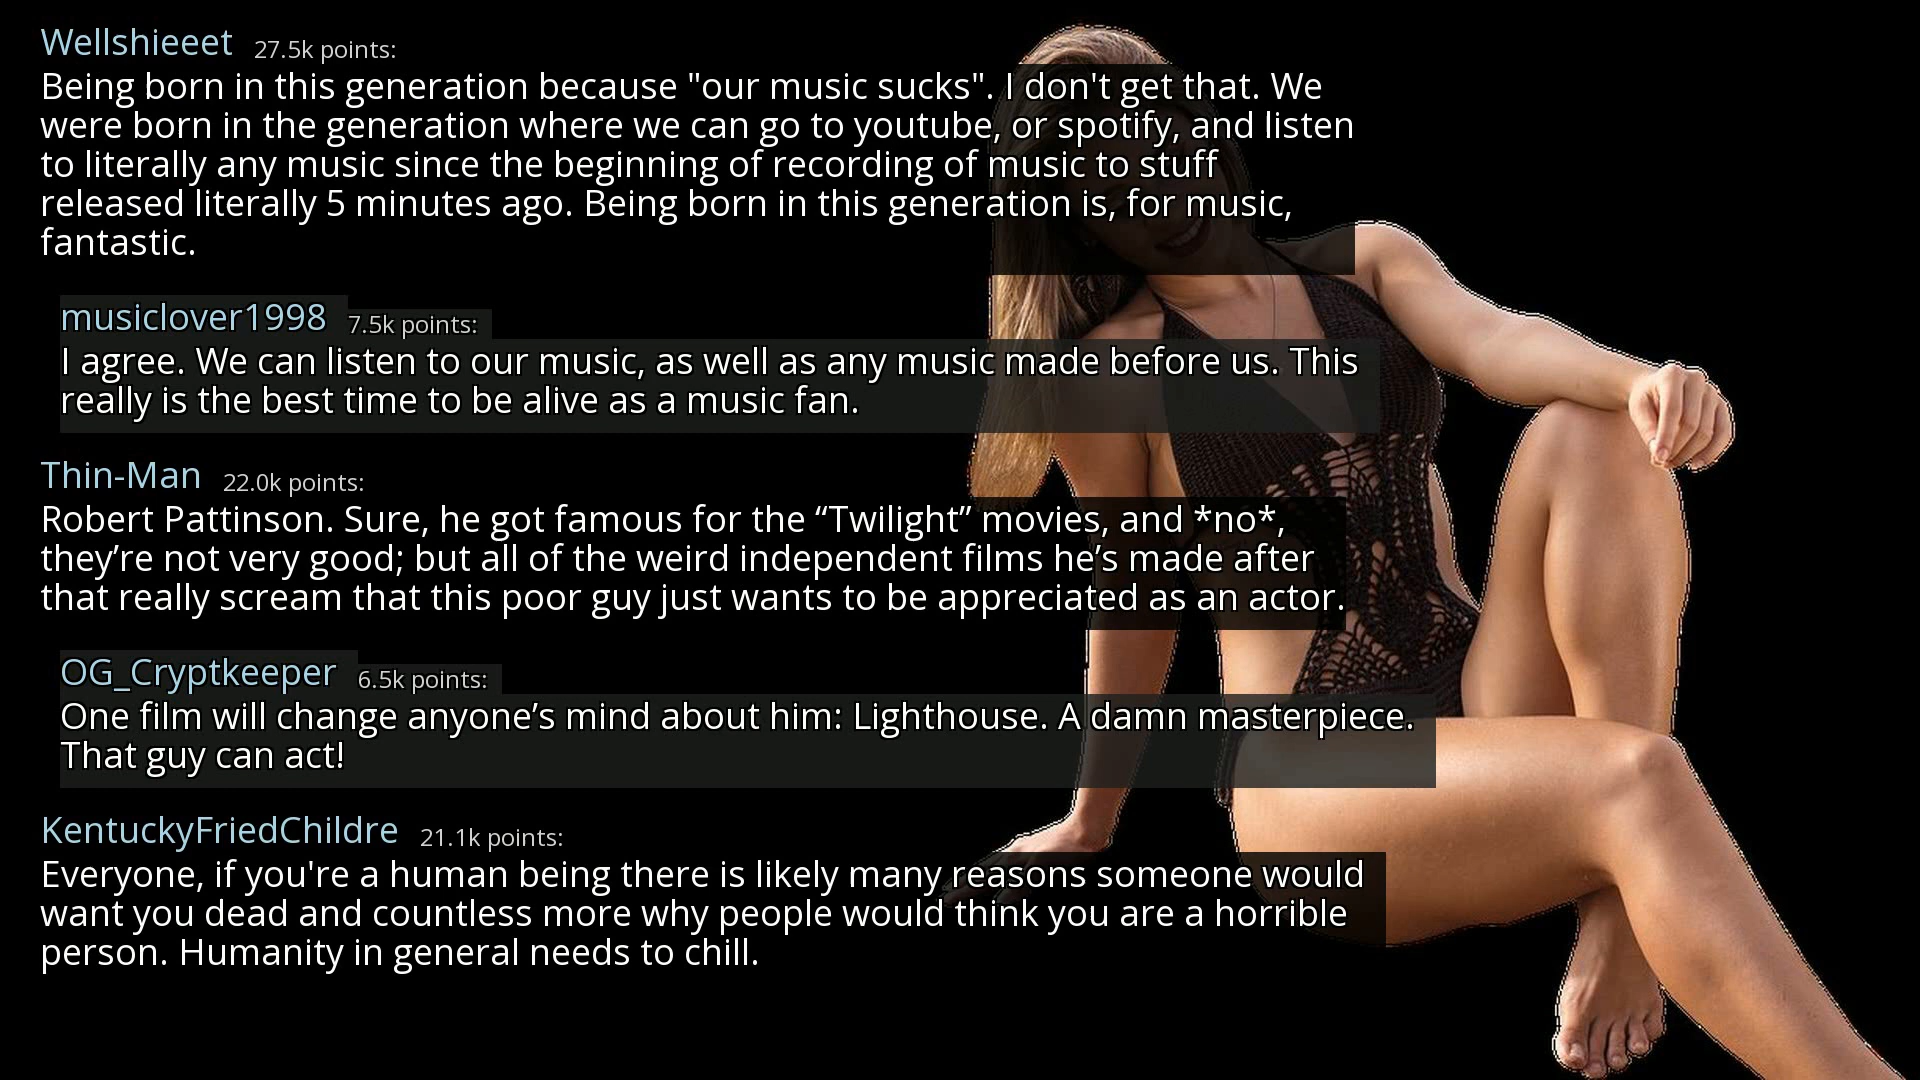 Wellshieeet 27.5k points:
Being born in this generation because "our music sucks". I don't get that. We
were born in the generation where we can go to youtube, or spotify, and listen
to literally any music since the beginning of recording of music to stuff
released literally 5 minutes ago. Being born in this generation is, for music,
fantastic.
musiclover1998 7.5k points:
I agree. We can listen to our music, as well as any music made before us. This
really is the best time to be alive as a music fan.
Thin-Man 22.0k points:
Robert Pattinson. Sure, he got famous for the “Twilight” movies, and *no*,
they’re not very good; but all of the weird independent films he’s made after
that really scream that this poor guy just wants to be appreciated as an actor.
OG_Cryptkeeper 6.5k points:
One film will change anyone’s mind about him: Lighthouse. A damn masterpiece.
That guy can act!
KentuckyFriedChildre 21.1k points:
Everyone, if you're a human being there is likely many reasons someone would
want you dead and countless more why people would think you are a horrible
person. Humanity in general needs to chill.